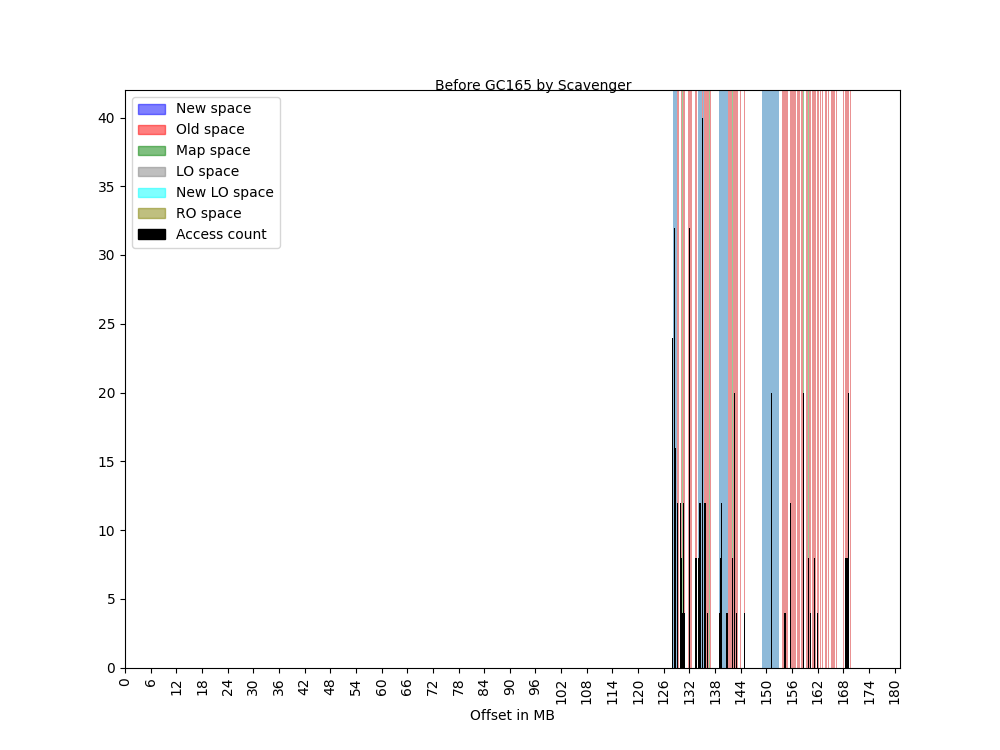 Before GC165 by Scavenger
New space
Old space
Map space
LO space
New LO space
RO space
Access count
40
35
30
25
20
15
10
5
0
0 6 12 18 24 30 36 42 48 54 60 66 72 78 84 90 96 102 108 114 120 126 132 138 144 150 156 162 168 174 180
Offset in MB